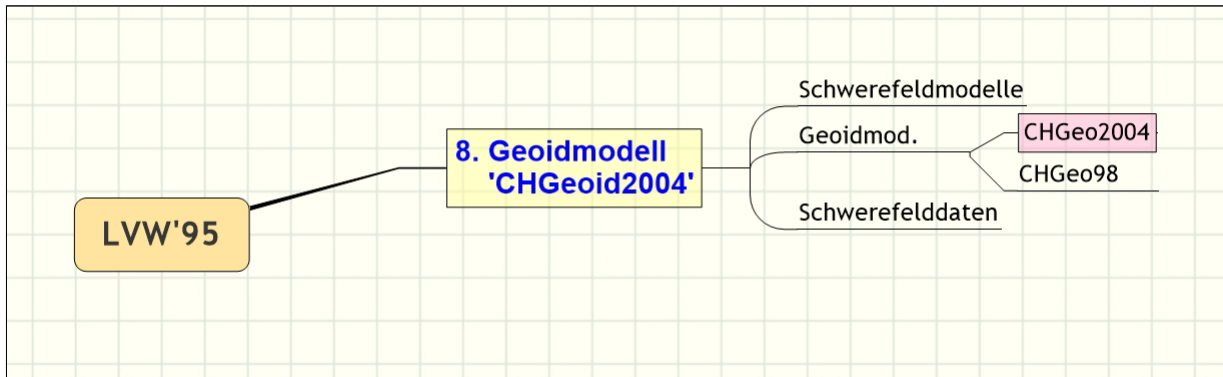 LVW'95
8. Geoidmodell
'CHGeoid2004'
Schwerefeldmodelle
Geoidmod.
CHGeo2004
CHGeo98
Schwerefelddaten